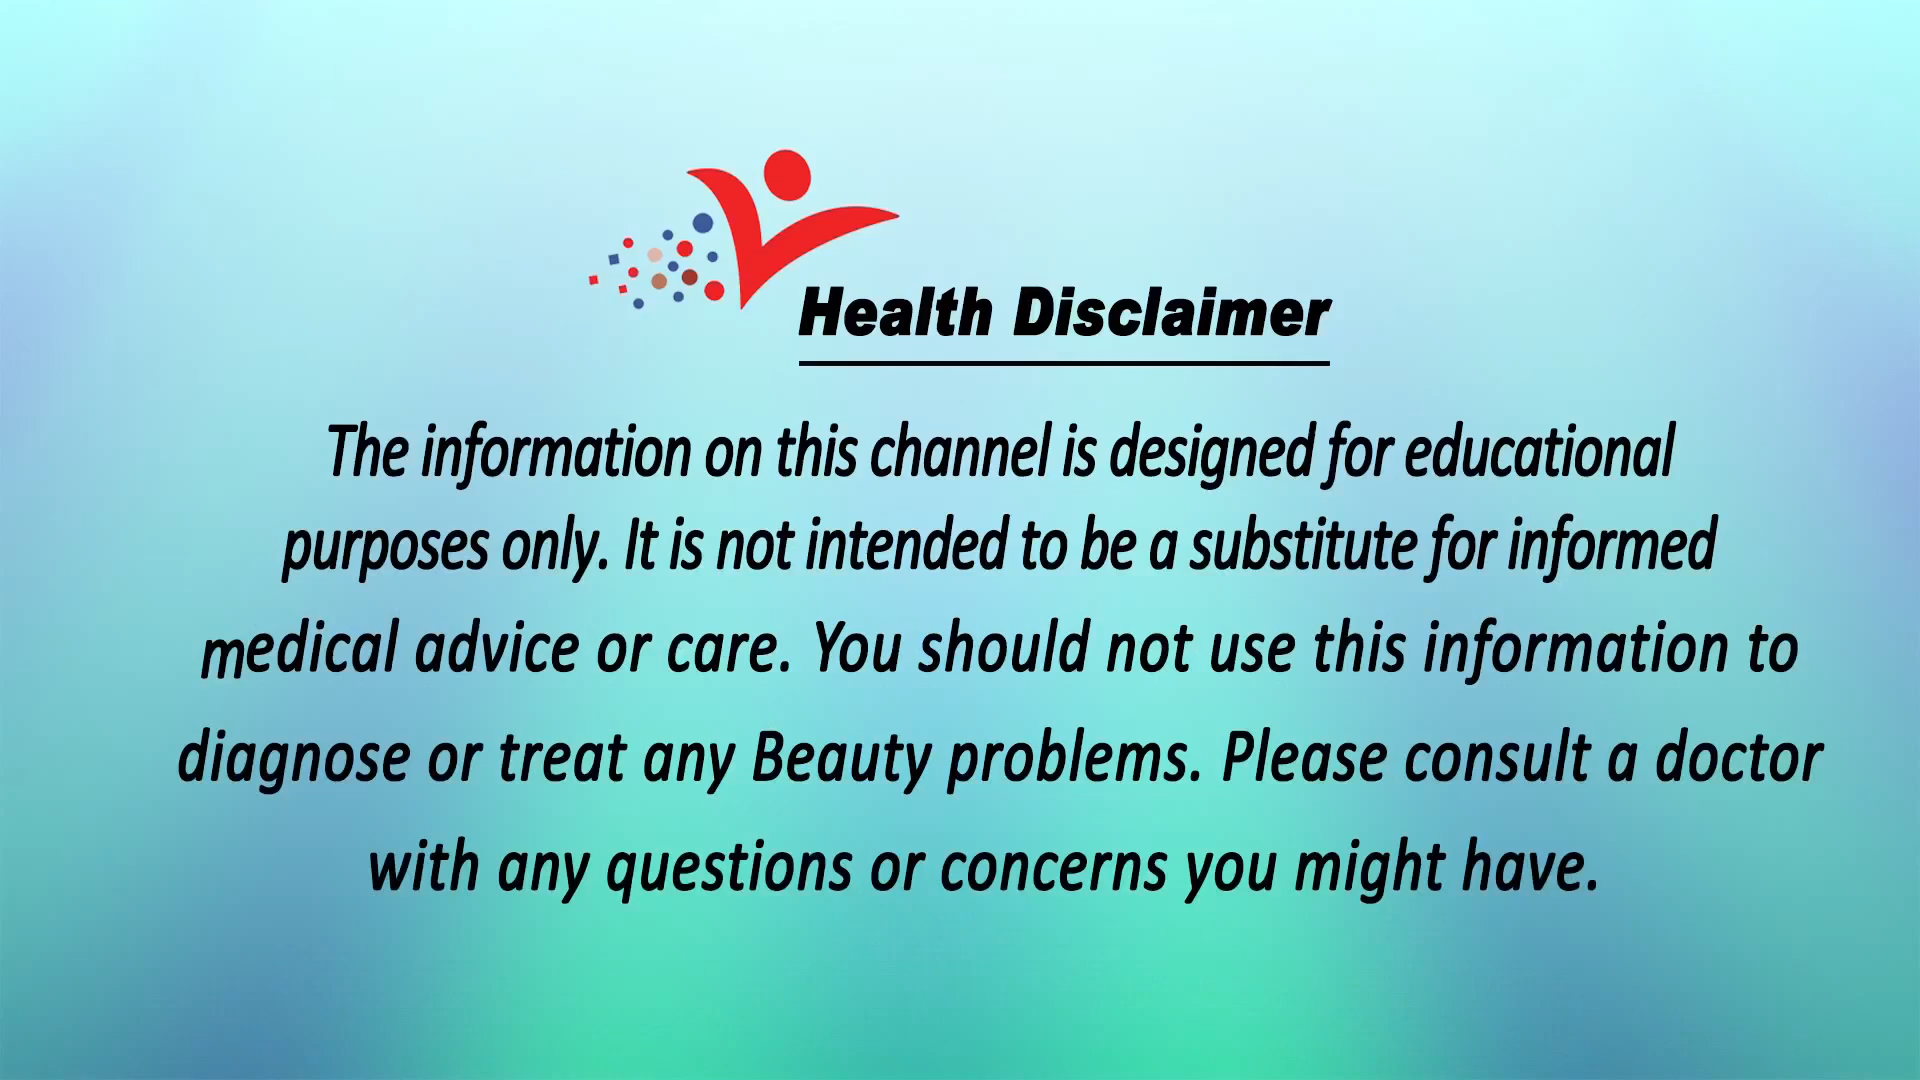 Health Disclaimer
The information on this channel is designed for educational
purposes only. It is not intended to be a substitute for informed
medical advice or care. You should not use this information to
diagnose or treat any Beauty problems. Please consult a doctor
with any questions or concerns you might have.